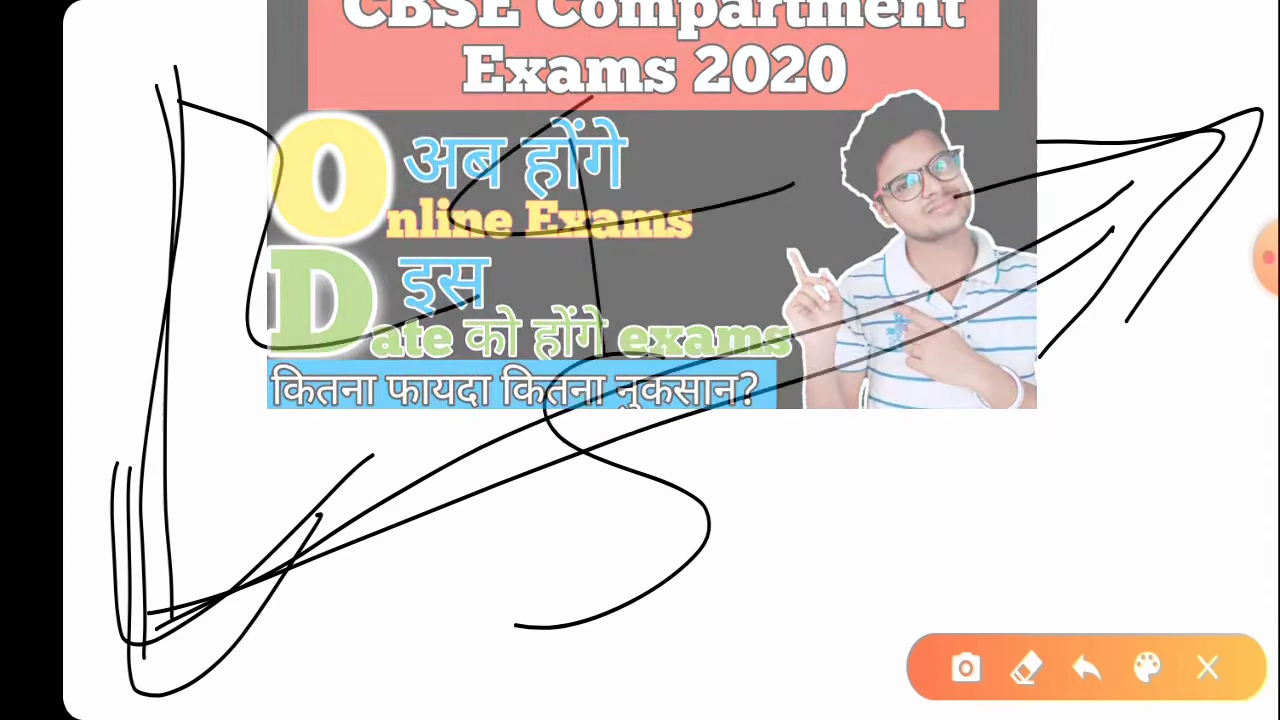 CBSE Compartment
Exams 2020
अब होंगे
Online Exams
इस
Date को होंगे exams
कितना फायदा कितना नुकसान?